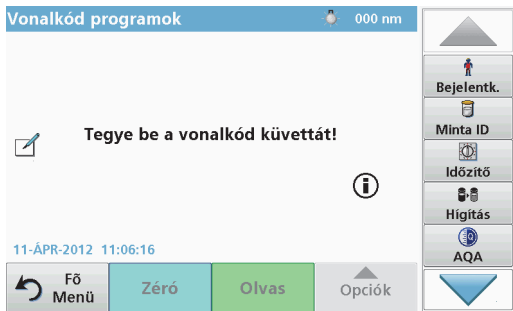 Vonalkód programok
000 nm
Tegye be a vonalkód küvettát!
11-ÁPR-2012 11:06:16
Fõ
Menü
Zéró
Olvas
Opciók
Bejelentk.
Minta ID
Időzítő
Hígítás
AQA